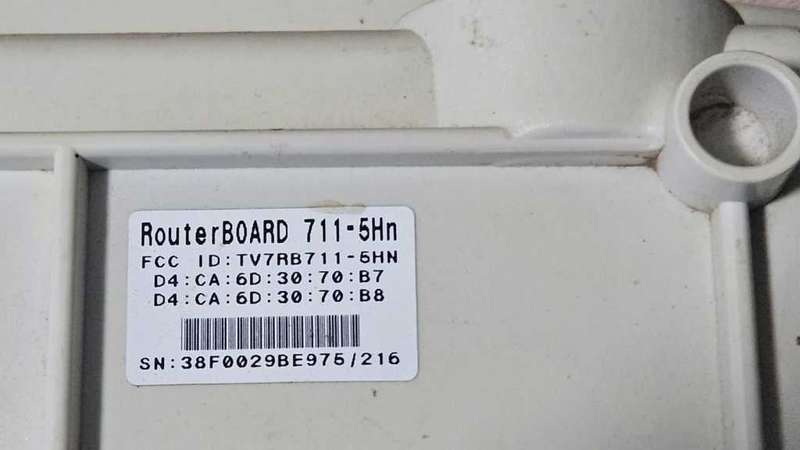 RouterBOARD 711-5Hn
FCC ID:TV7RB711-5HN
D4:CA:6D:30:70:B7
D4:CA:6D:30:70:B8
SN:38F0029BE975/216